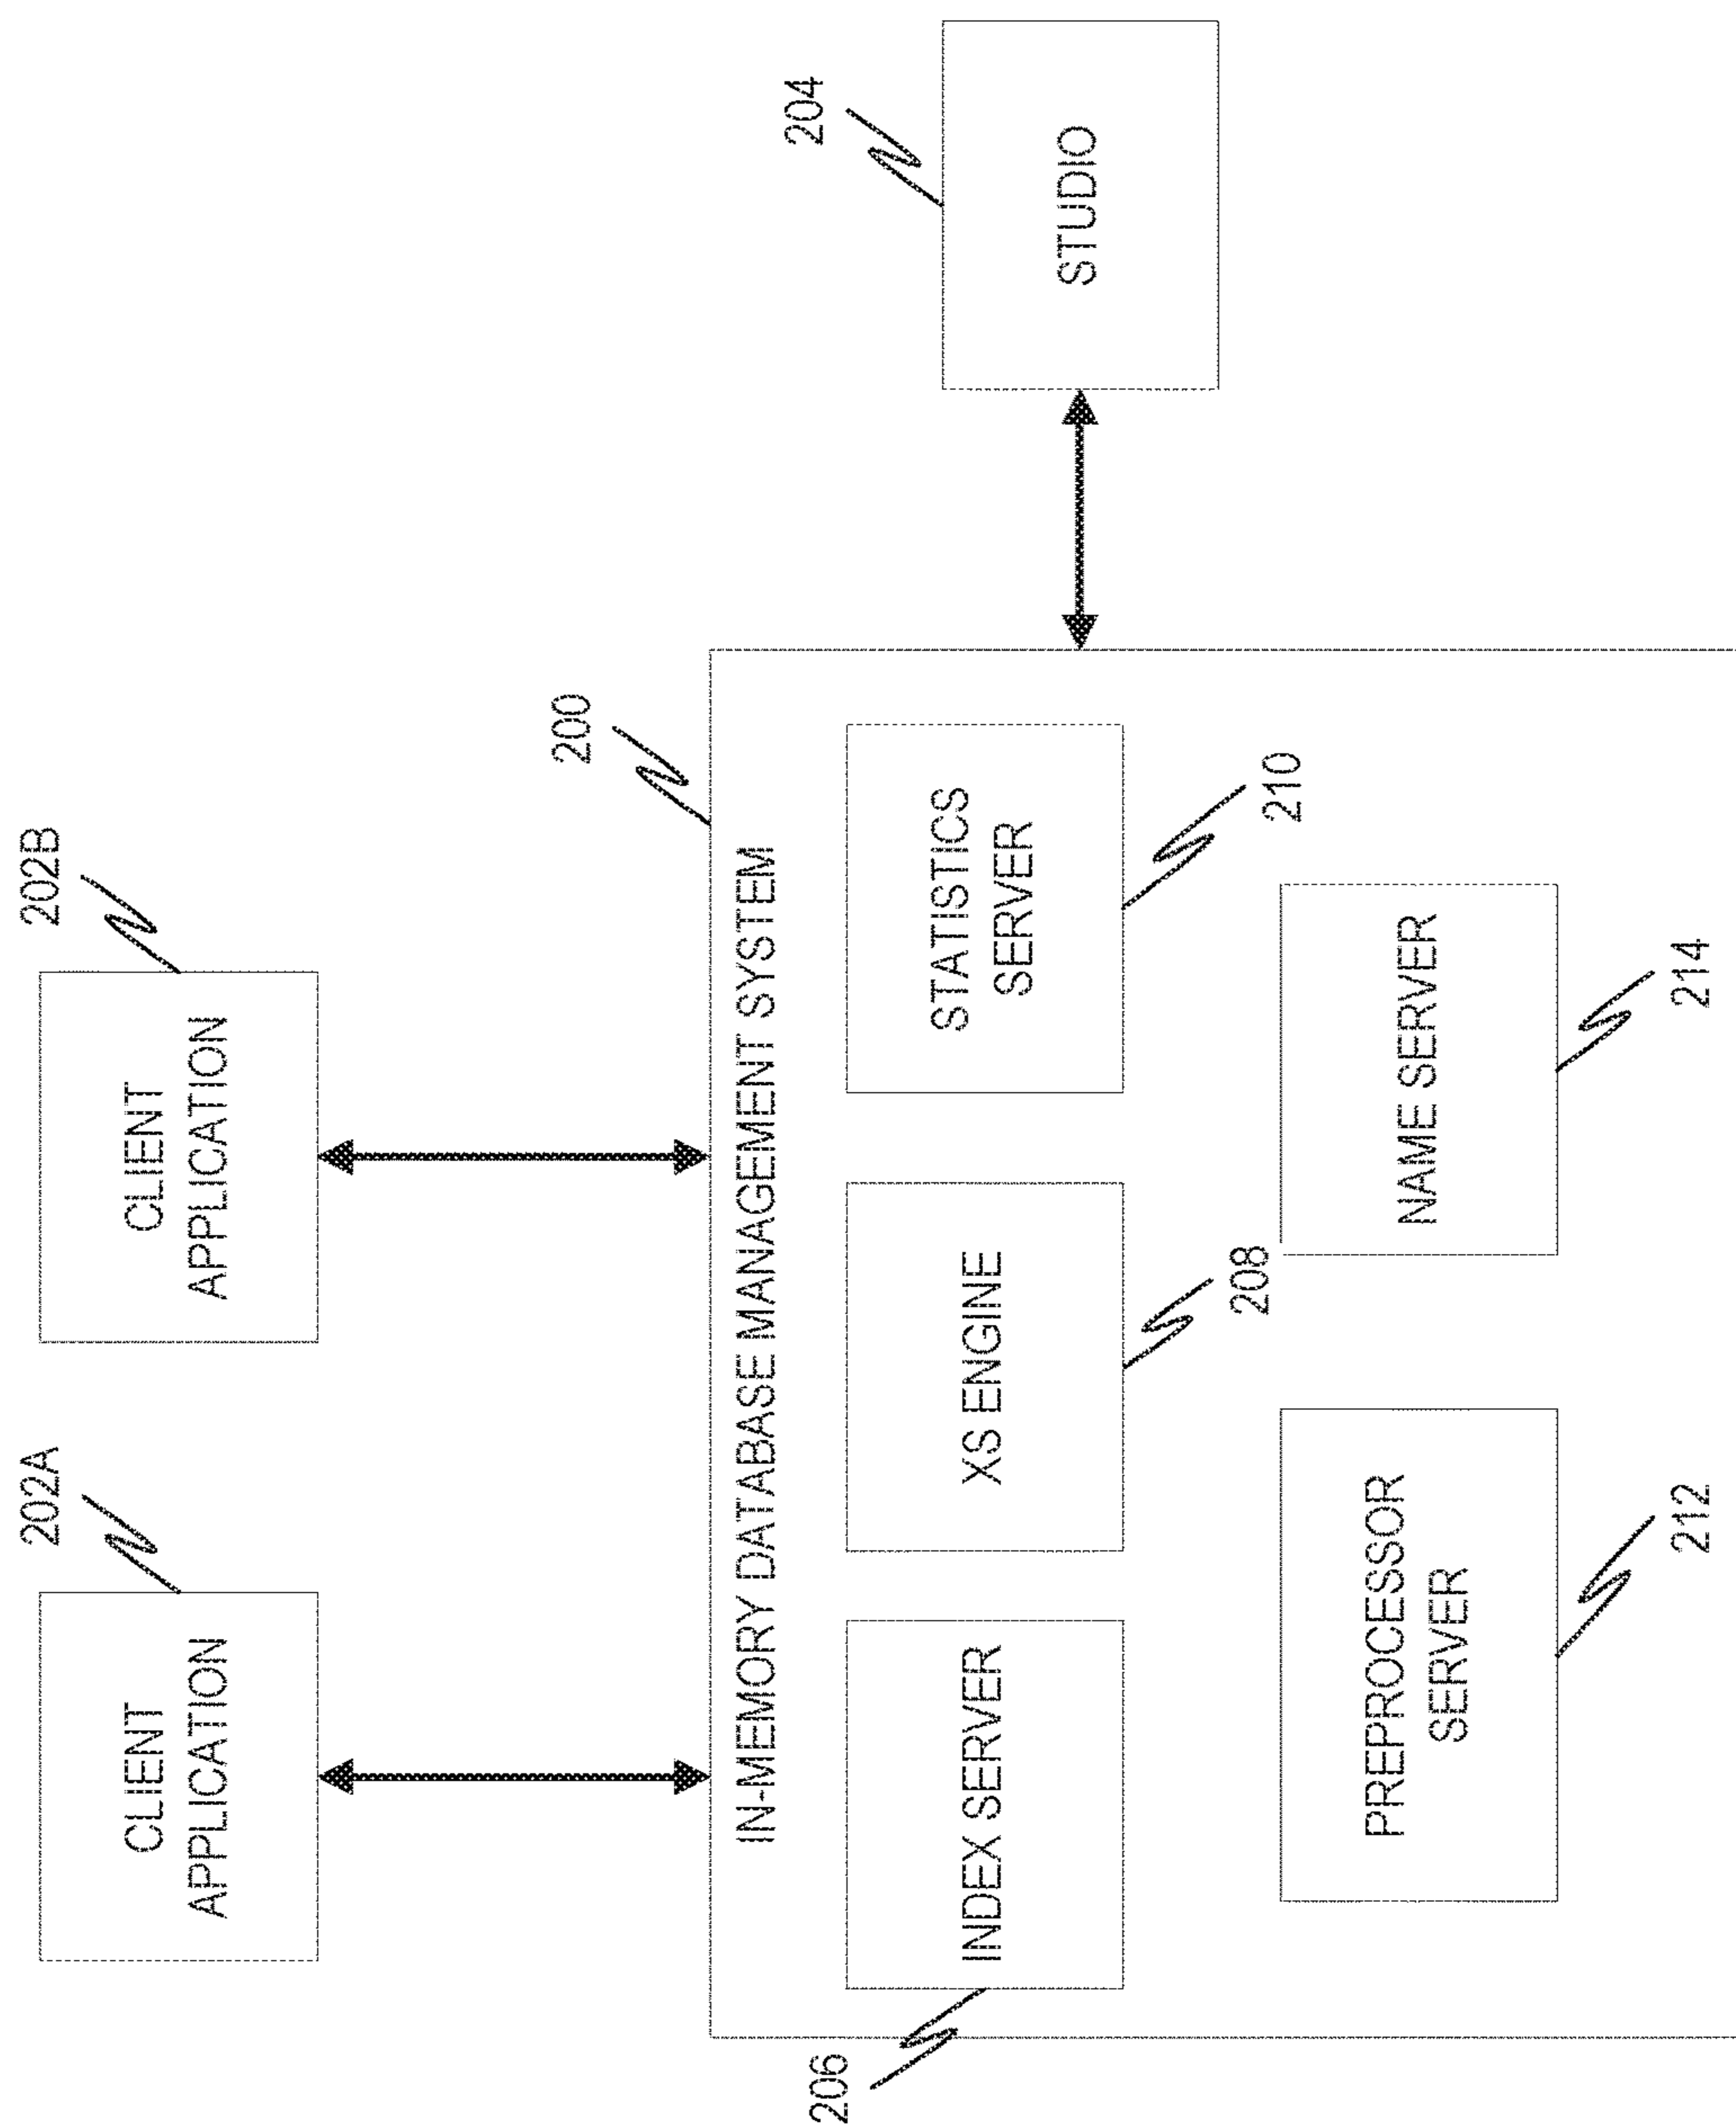 202A
CLIENT
APPLICATION
202B
CLIENT
APPLICATION
200
IN-MEMORY DATABASE MANAGEMENT SYSTEM
204
STUDIO
206
INDEX SERVER
XS ENGINE
208
STATISTICS
SERVER
210
PREPROCESSOR
SERVER
212
NAME SERVER
214